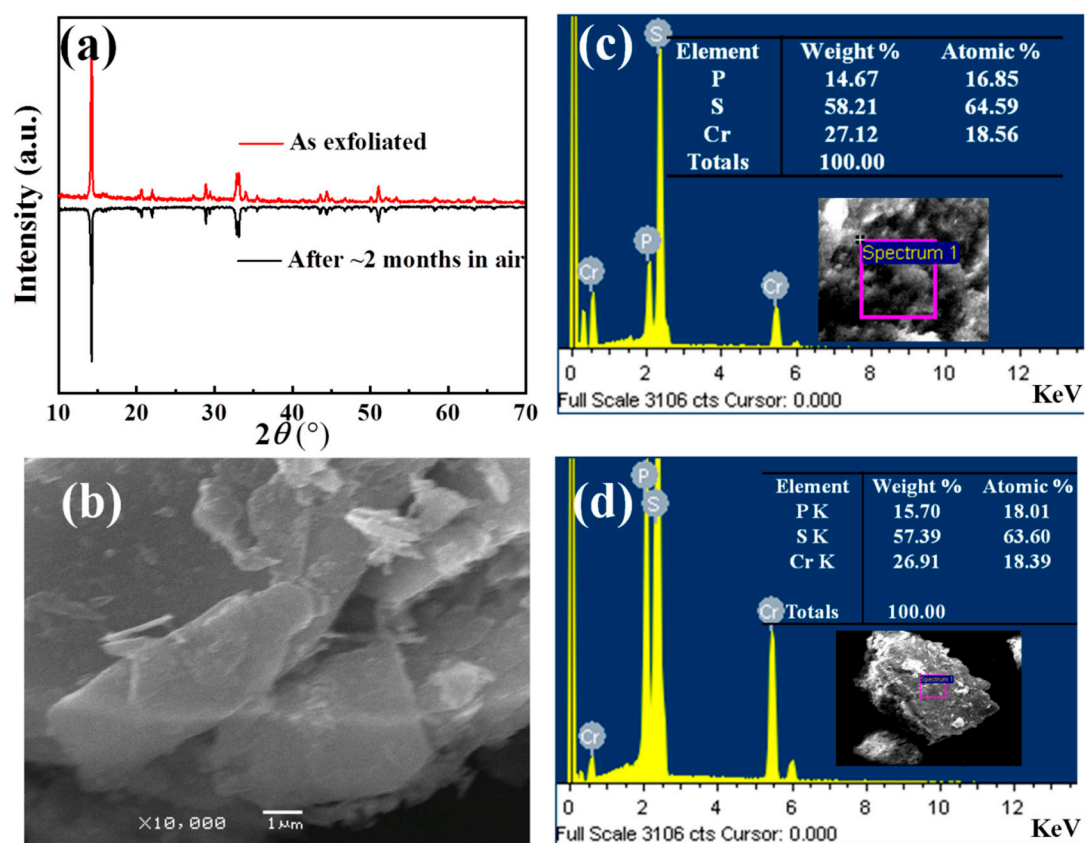 (a)
Intensity (a.u.)
As exfoliated
After ~2 months in air
10 20 30 40 50 60 70
2θ (°)
(b)
X10,000 1μm
(c)
S
P
Cr
Cr
Element Weight % Atomic %
P 14.67 16.85
S 58.21 64.59
Cr 27.12 18.56
Totals 100.00
Spectrum 1
0 2 4 6 8 10 12
Full Scale 3106 cts Cursor: 0.000 KeV
(d)
P
S
Cr
Cr
Element Weight % Atomic %
P K 15.70 18.01
S K 57.39 63.60
Cr K 26.91 18.39
Totals 100.00
Spectrum 1
0 2 4 6 8 10 12
Full Scale 3106 cts Cursor: 0.000 KeV